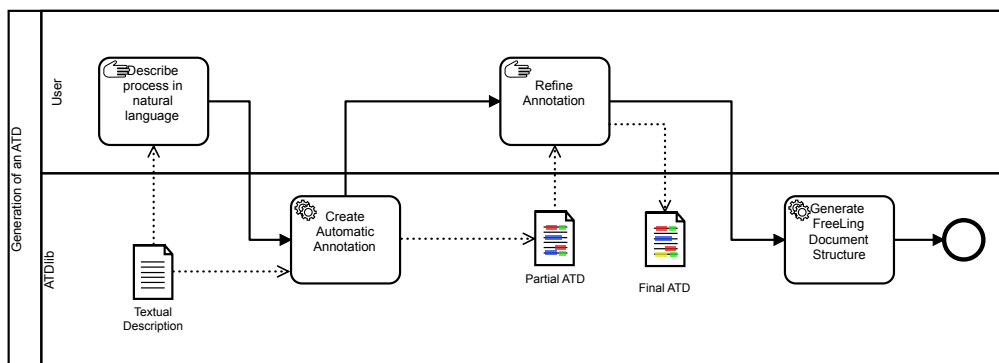 Generation of an ATD
User
ATDlib
Describe
process in
natural
language
Refine
Annotation
Create
Automatic
Annotation
Generate
FreeLing
Document
Structure
Textual
Description
Partial ATD
Final ATD